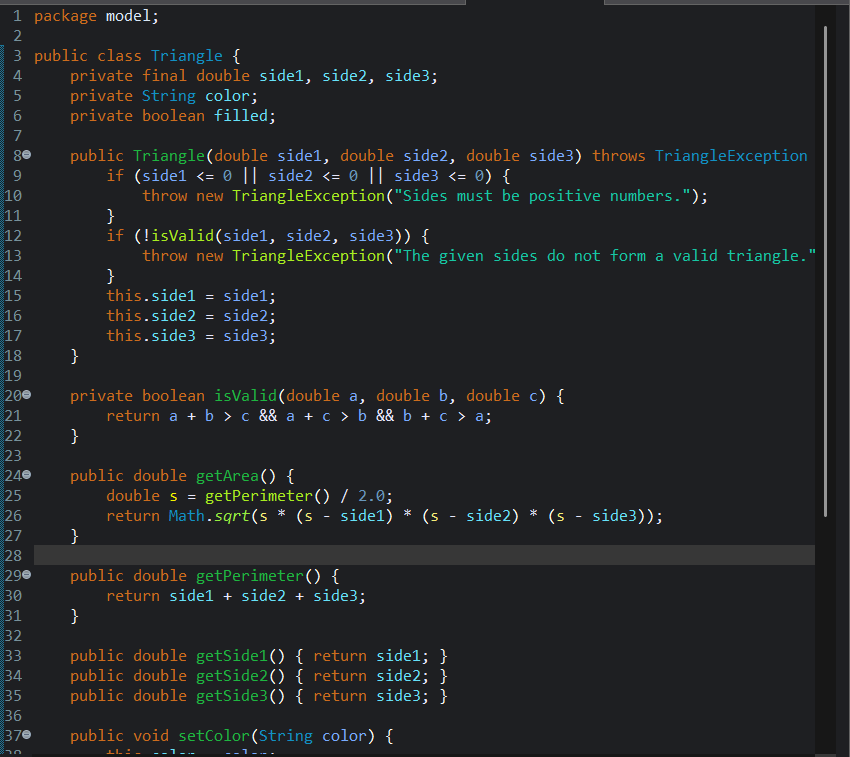 1 package model;
2
3 public class Triangle {
4     private final double side1, side2, side3;
5     private String color;
6     private boolean filled;
7
8     public Triangle(double side1, double side2, double side3) throws TriangleException
9         if (side1 <= 0 || side2 <= 0 || side3 <= 0) {
10             throw new TriangleException("Sides must be positive numbers.");
11         }
12         if (!isValid(side1, side2, side3)) {
13             throw new TriangleException("The given sides do not form a valid triangle."
14         }
15         this.side1 = side1;
16         this.side2 = side2;
17         this.side3 = side3;
18     }
19
20     private boolean isValid(double a, double b, double c) {
21         return a + b > c && a + c > b && b + c > a;
22     }
23
24     public double getArea() {
25         double s = getPerimeter() / 2.0;
26         return Math.sqrt(s * (s - side1) * (s - side2) * (s - side3));
27     }
28
29     public double getPerimeter() {
30         return side1 + side2 + side3;
31     }
32
33     public double getSide1() { return side1; }
34     public double getSide2() { return side2; }
35     public double getSide3() { return side3; }
36
37     public void setColor(String color) {